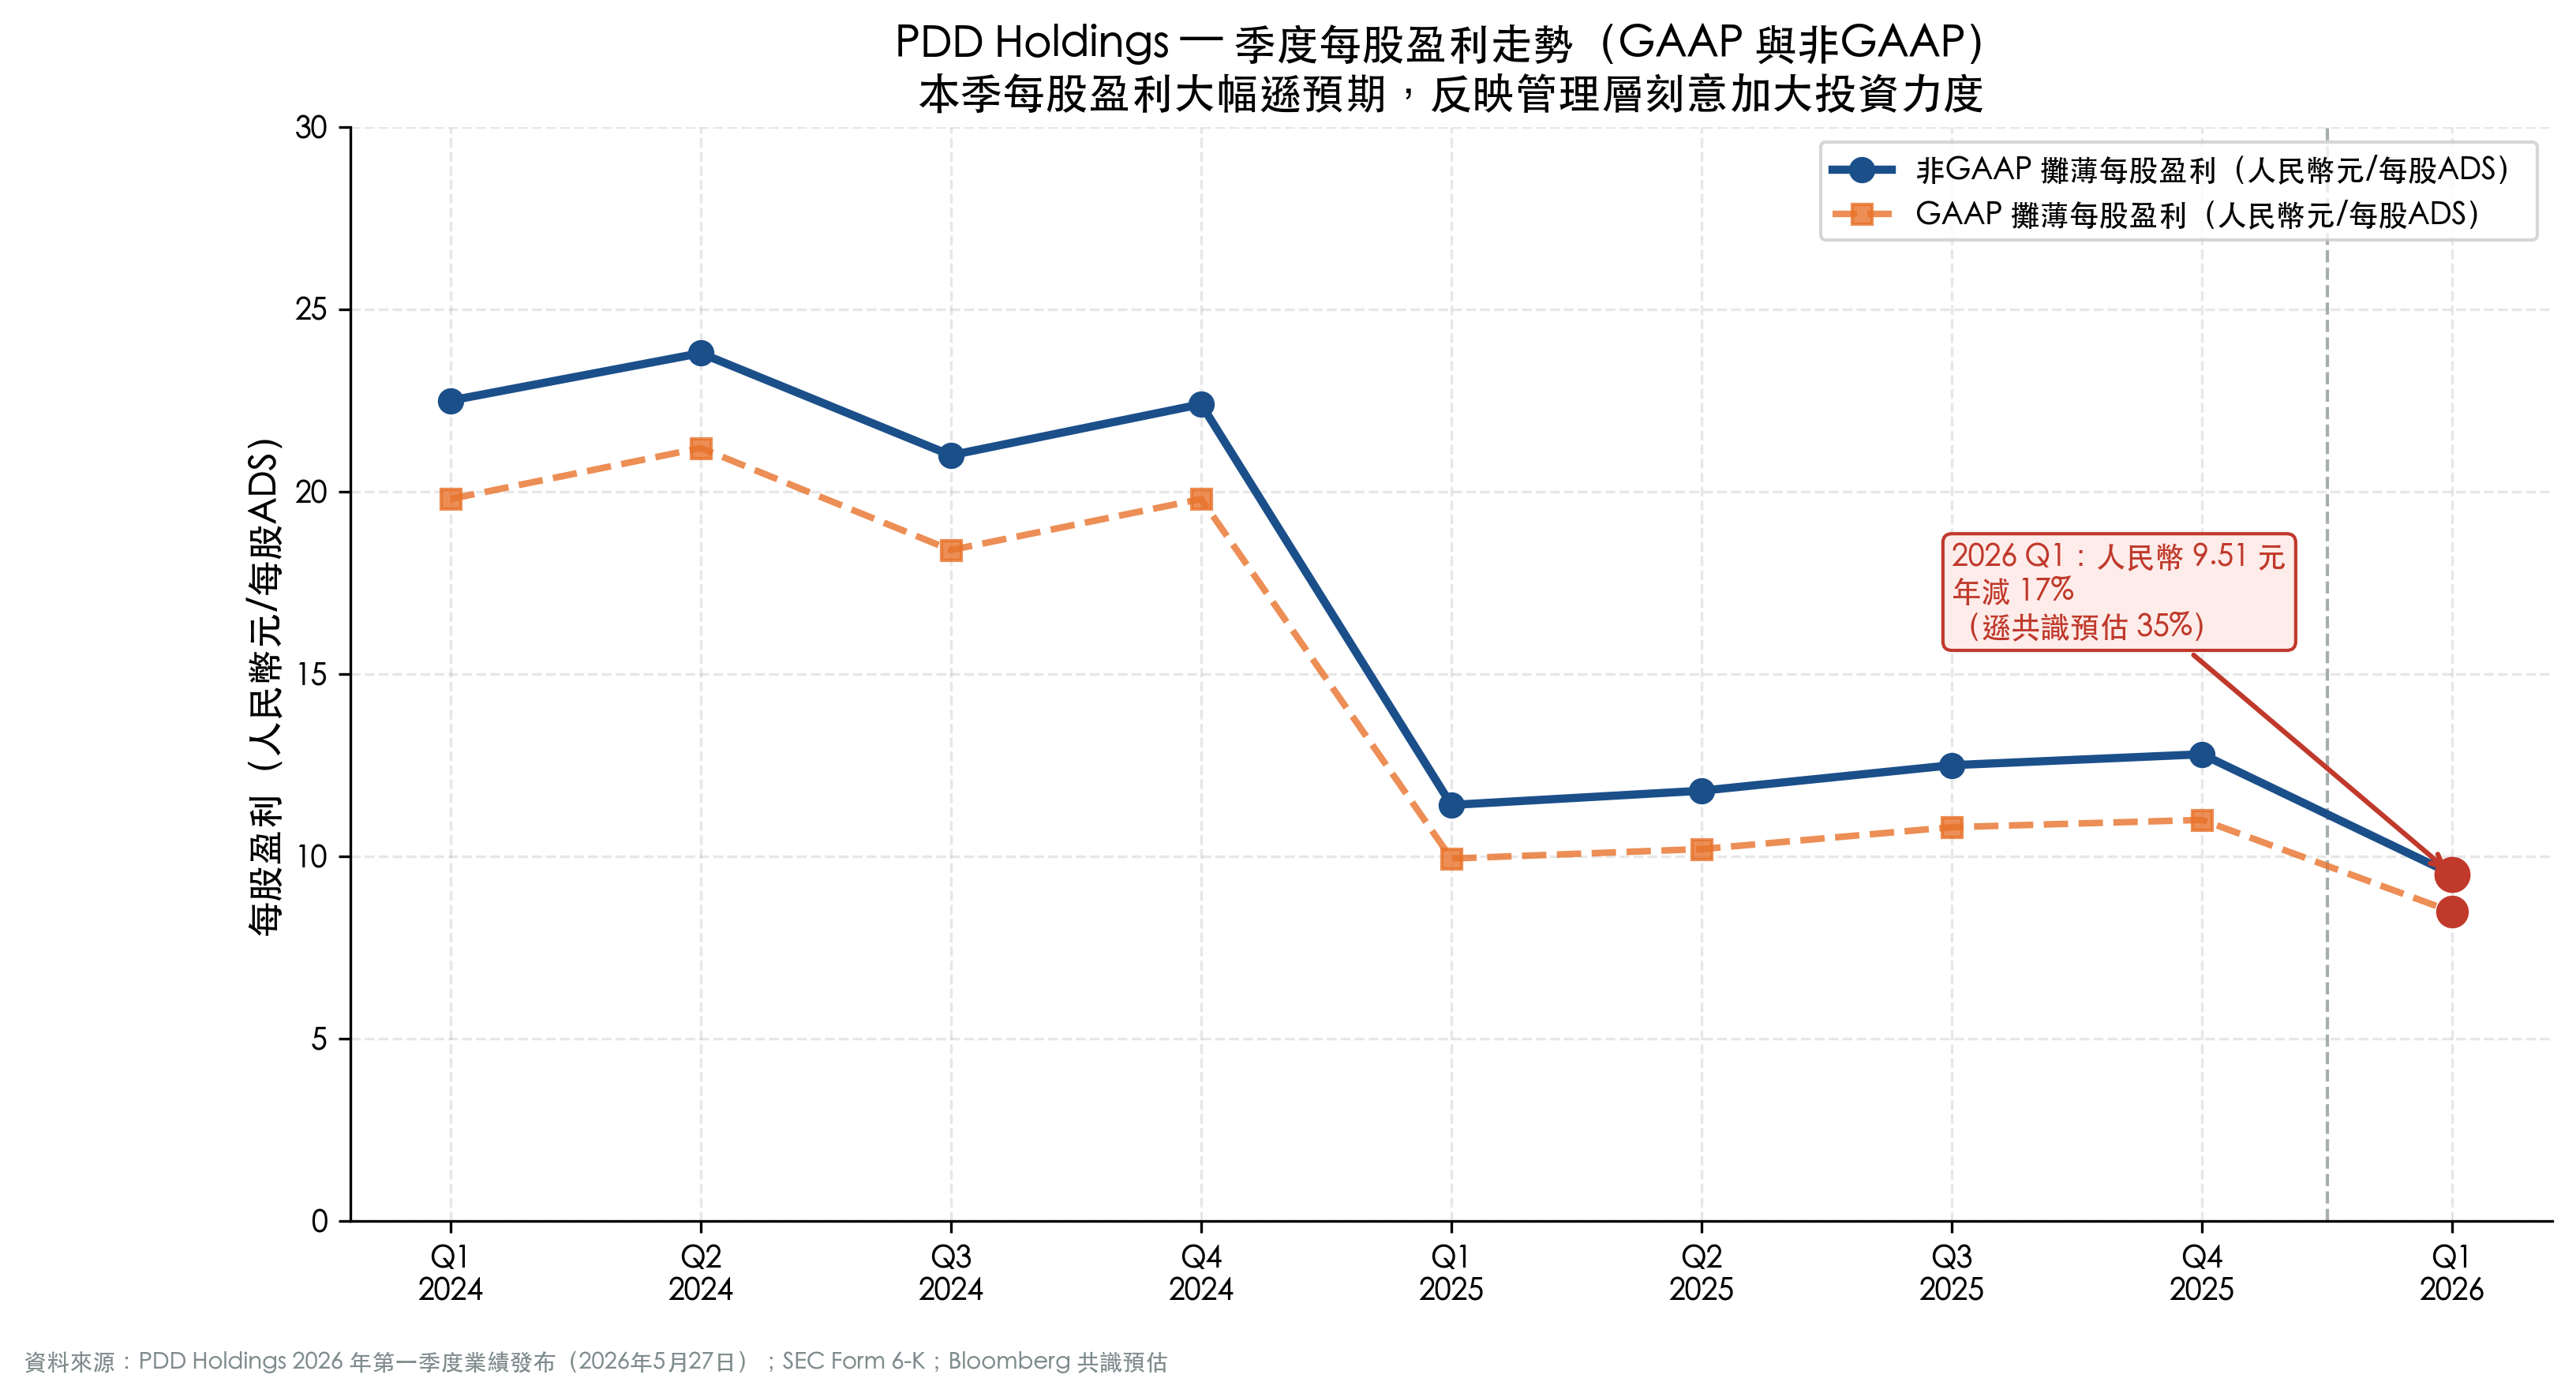 PDD Holdings — 季度每股盈利走勢（GAAP 與非GAAP）
本季每股盈利大幅遜預期，反映管理層刻意加大投資力度
非GAAP 攤薄每股盈利（人民幣元/每股ADS）
GAAP 攤薄每股盈利（人民幣元/每股ADS）
每股盈利（人民幣元/每股ADS）
30
25
20
15
10
5
0
2026 Q1：人民幣 9.51 元
年減 17%
（遜共識預估 35%）
Q1 2024
Q2 2024
Q3 2024
Q4 2024
Q1 2025
Q2 2025
Q3 2025
Q4 2025
Q1 2026
資料來源：PDD Holdings 2026 年第一季度業績發布（2026年5月27日）；SEC Form 6-K；Bloomberg 共識預估